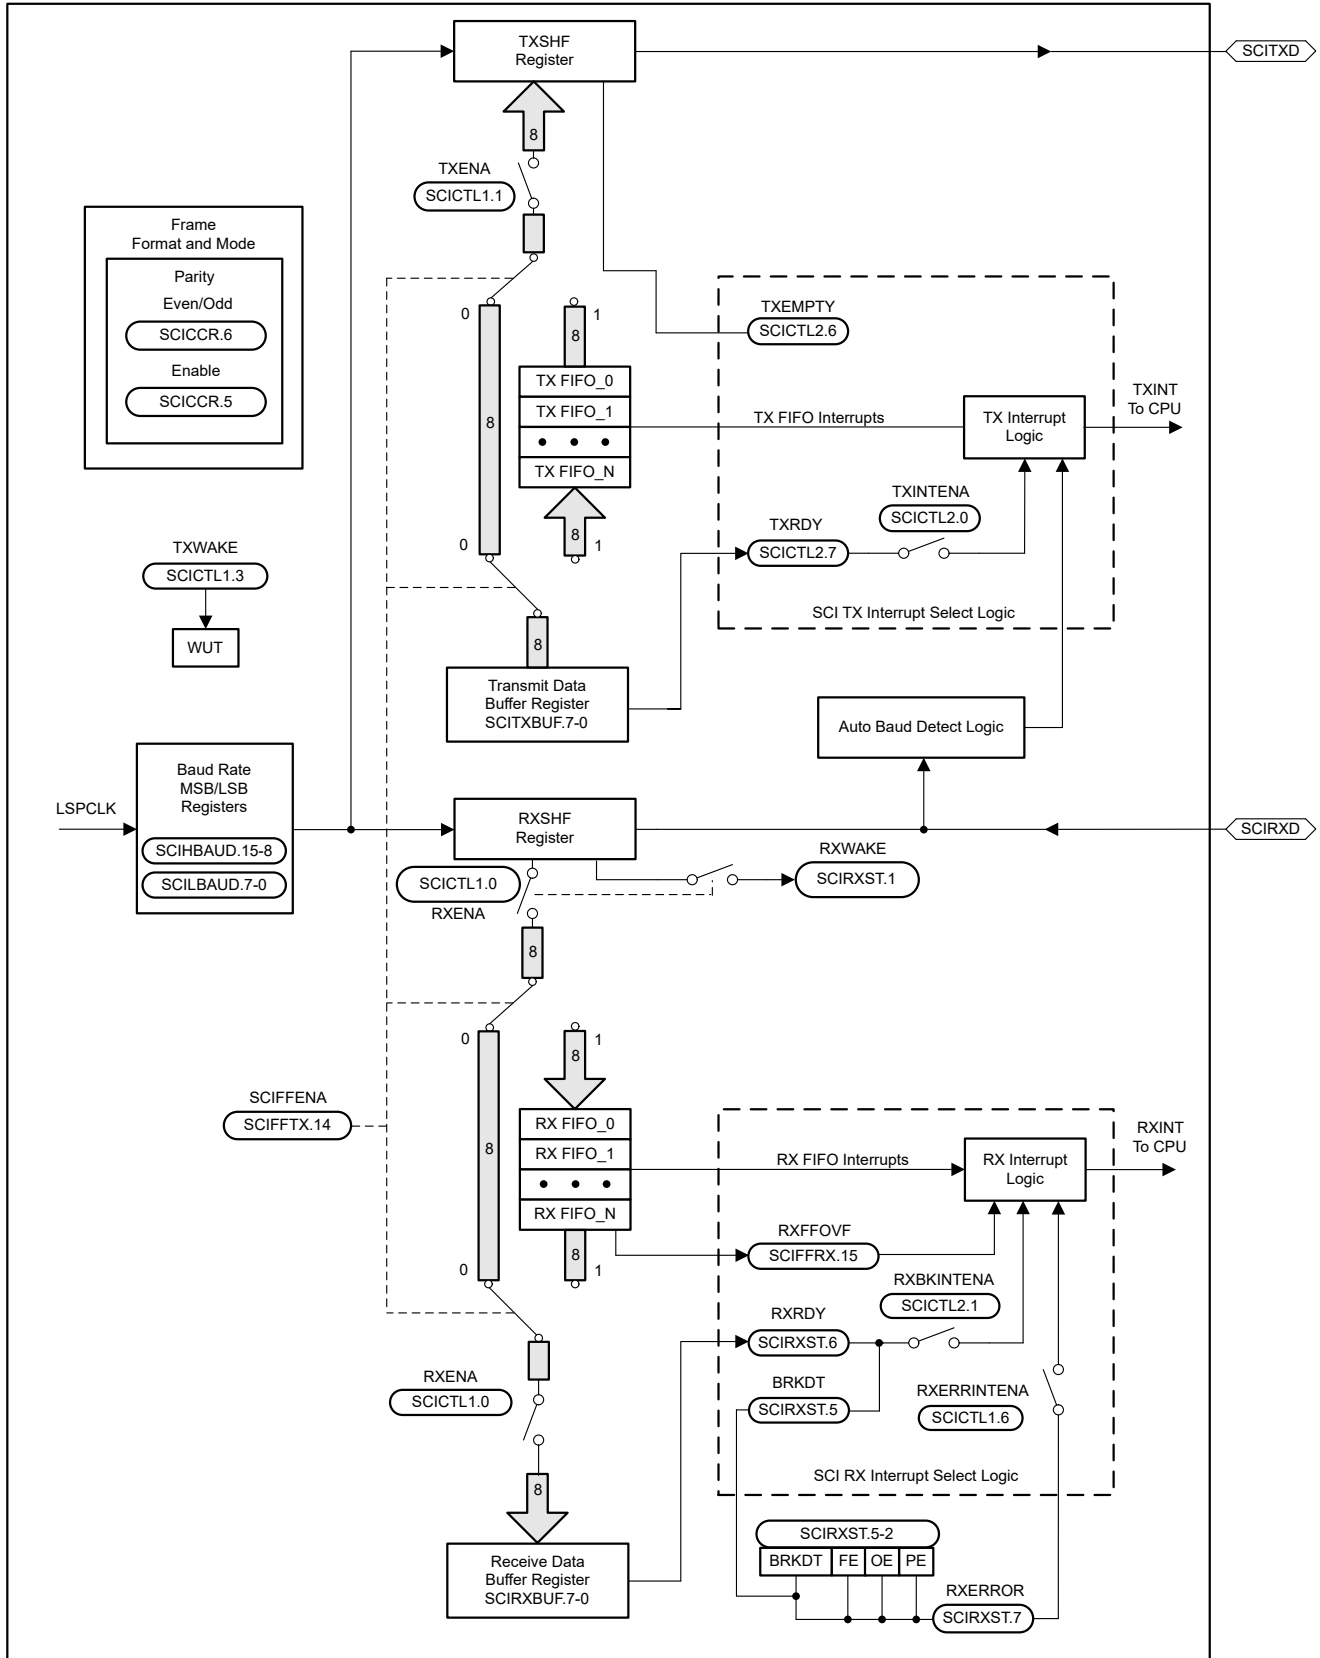 TXSHF
Register
SCITXD
8
TXENA
SCICTL1.1
Frame
Format and Mode
Parity
Even/Odd
SCICCR.6
Enable
SCICCR.5
0
8
1
8
TX FIFO_0
TX FIFO_1
TX FIFO_N
8
1
0
TXEMPTY
SCICTL2.6
TX FIFO Interrupts
TX Interrupt
Logic
TXINT
To CPU
TXINTENA
SCICTL2.0
TXRDY
SCICTL2.7
SCI TX Interrupt Select Logic
TXWAKE
SCICTL1.3
WUT
8
Transmit Data
Buffer Register
SCITXBUF.7-0
Auto Baud Detect Logic
LSPCLK
Baud Rate
MSB/LSB
Registers
SCIHBAUD.15-8
SCILBAUD.7-0
RXSHF
Register
SCIRXD
SCICTL1.0
RXENA
RXWAKE
SCIRXST.1
8
0
8
1
SCIFFENA
SCIFFTX.14
8
RX FIFO_0
RX FIFO_1
RX FIFO_N
0
8
1
RX FIFO Interrupts
RX Interrupt
Logic
RXINT
To CPU
RXFFOVF
SCIFFRX.15
RXBKINTENA
SCICTL2.1
RXRDY
SCIRXST.6
BRKDT
SCIRXST.5
RXERRINTENA
SCICTL1.6
SCI RX Interrupt Select Logic
RXENA
SCICTL1.0
8
Receive Data
Buffer Register
SCIRXBUF.7-0
SCIRXST.5-2
BRKDT FE OE PE
RXERROR
SCIRXST.7